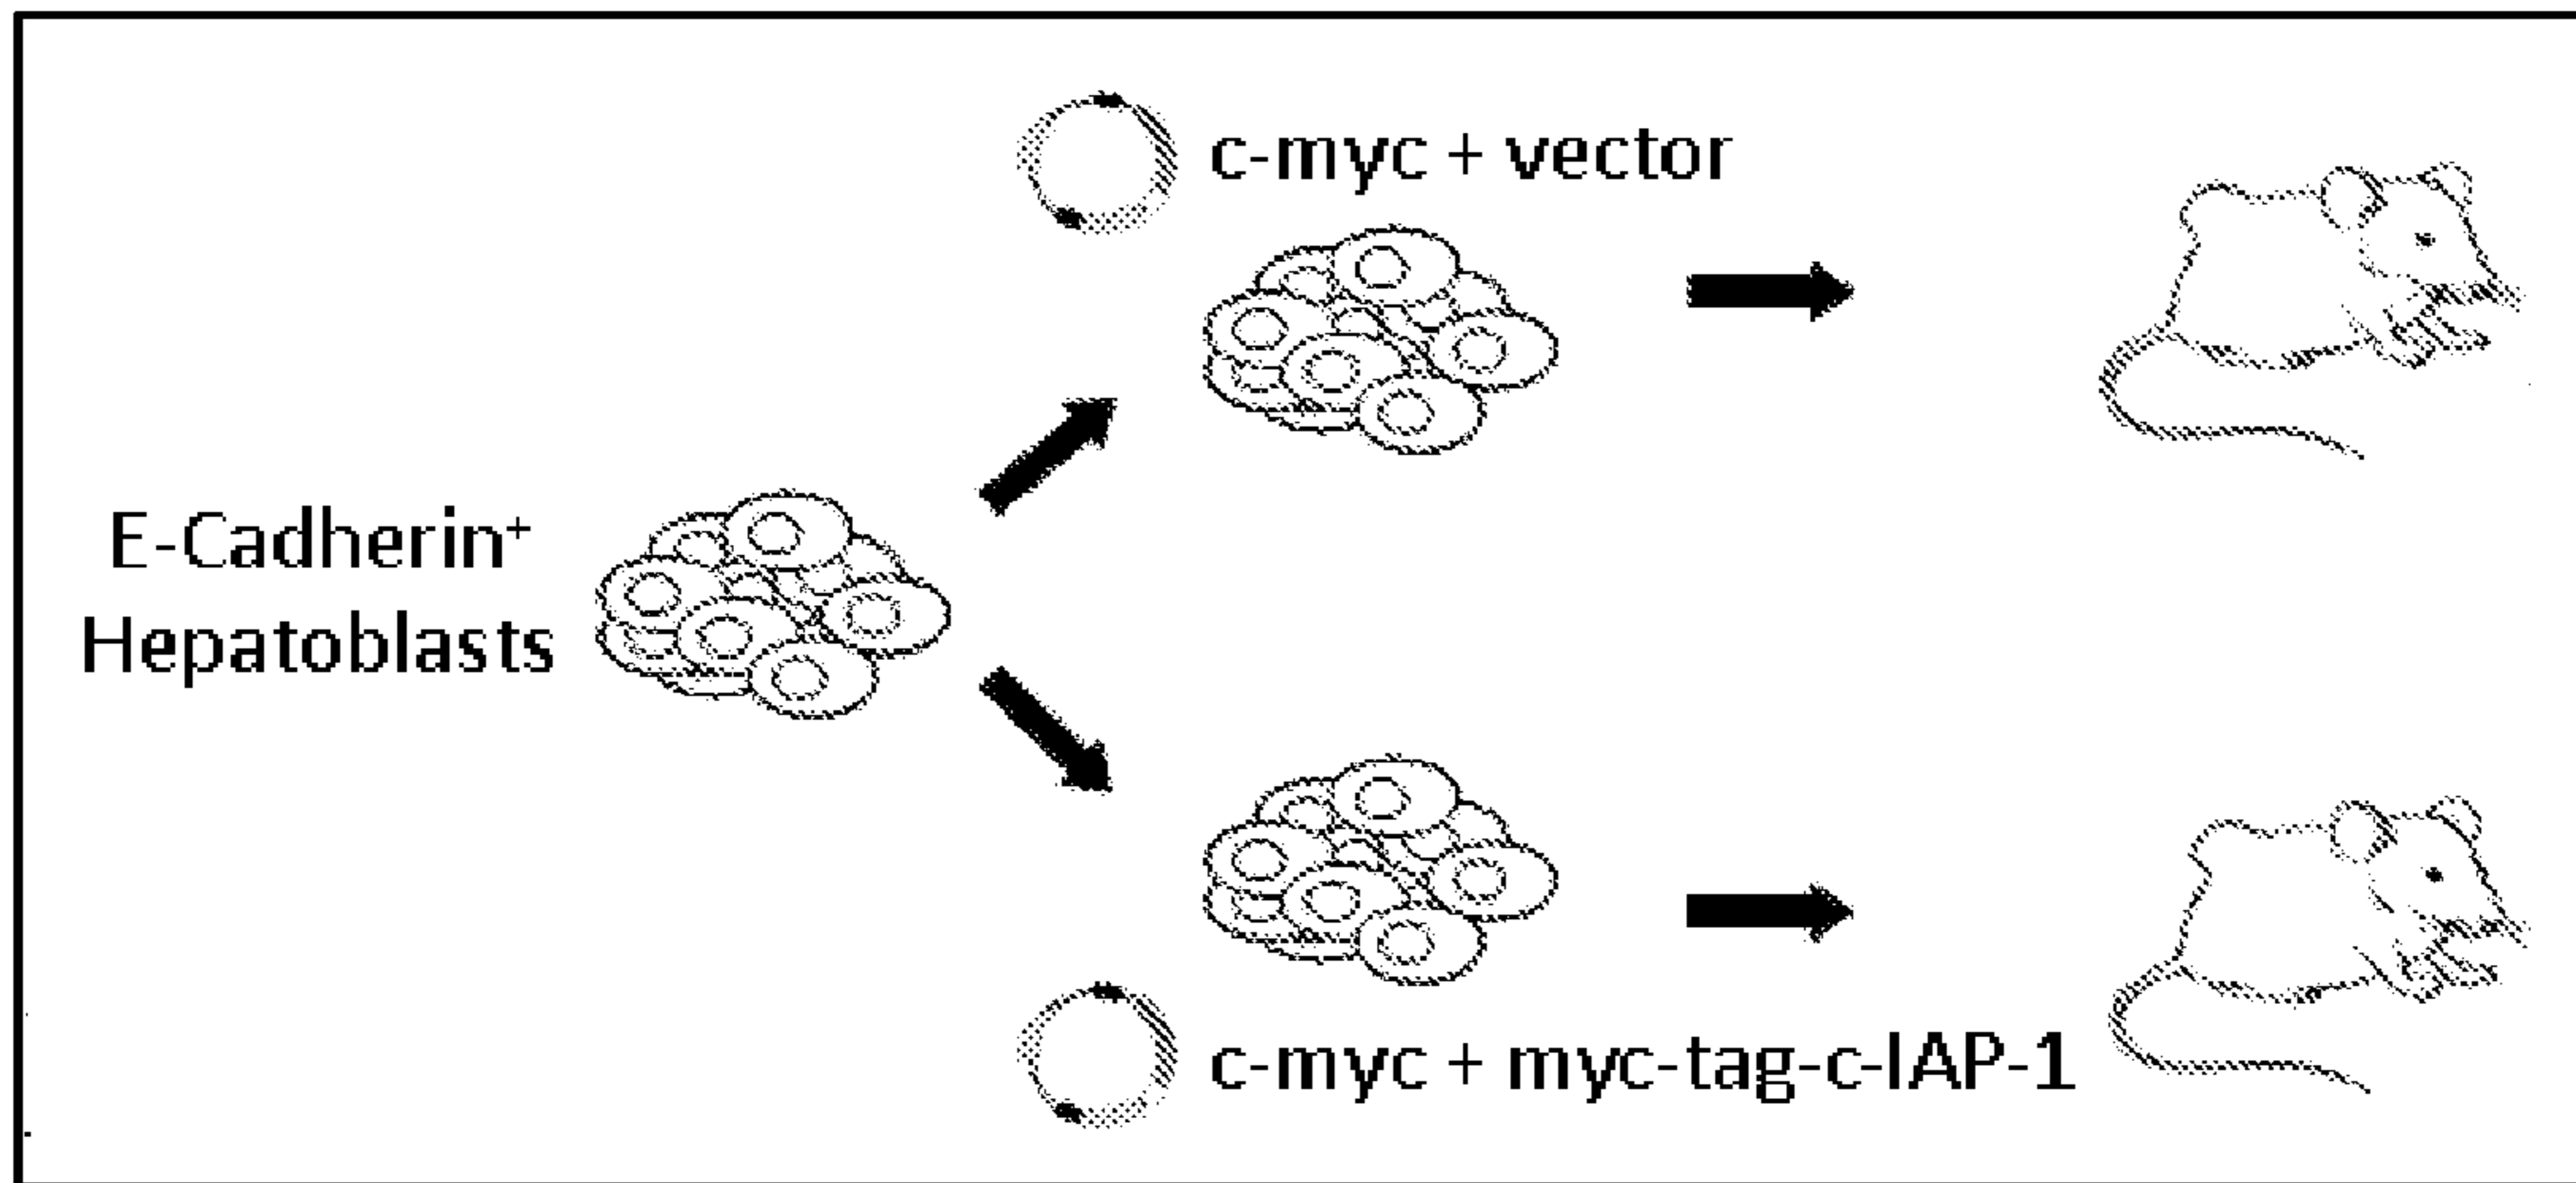 c-myc + vector
E-Cadherin⁺
Hepatoblasts
c-myc + myc-tag-c-IAP-1